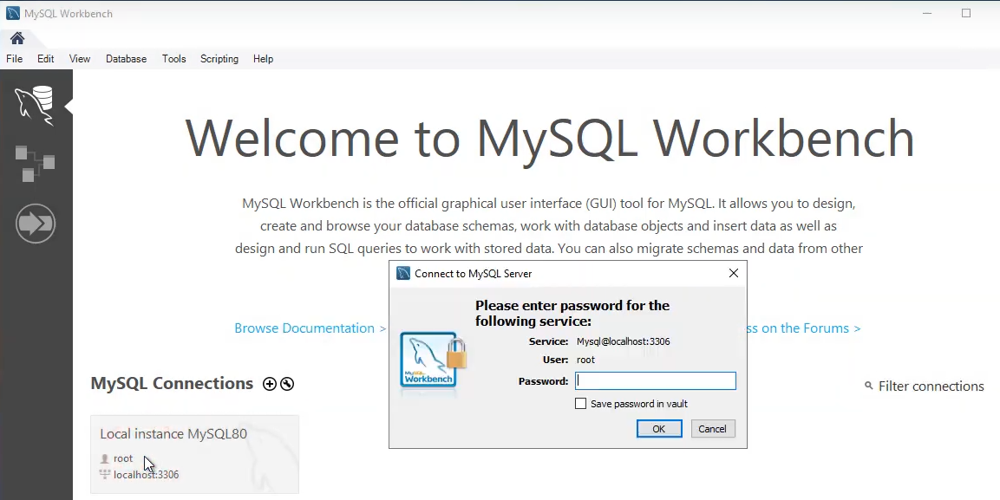 MySQL Workbench
File Edit View Database Tools Scripting Help
Welcome to MySQL Workbench
MySQL Workbench is the official graphical user interface (GUI) tool for MySQL. It allows you to design,
create and browse your database schemas, work with database objects and insert data as well as
design and run SQL queries to work with stored data. You can also migrate schemas and data from other
Connect to MySQL Server
Please enter password for the
following service:
Service: Mysql@localhost:3306
User: root
Password:
Save password in vault
OK Cancel
MySQL
Workbench
Browse Documentation >
ss on the Forums >
MySQL Connections
Filter connections
Local instance MySQL80
root
localhost:3306